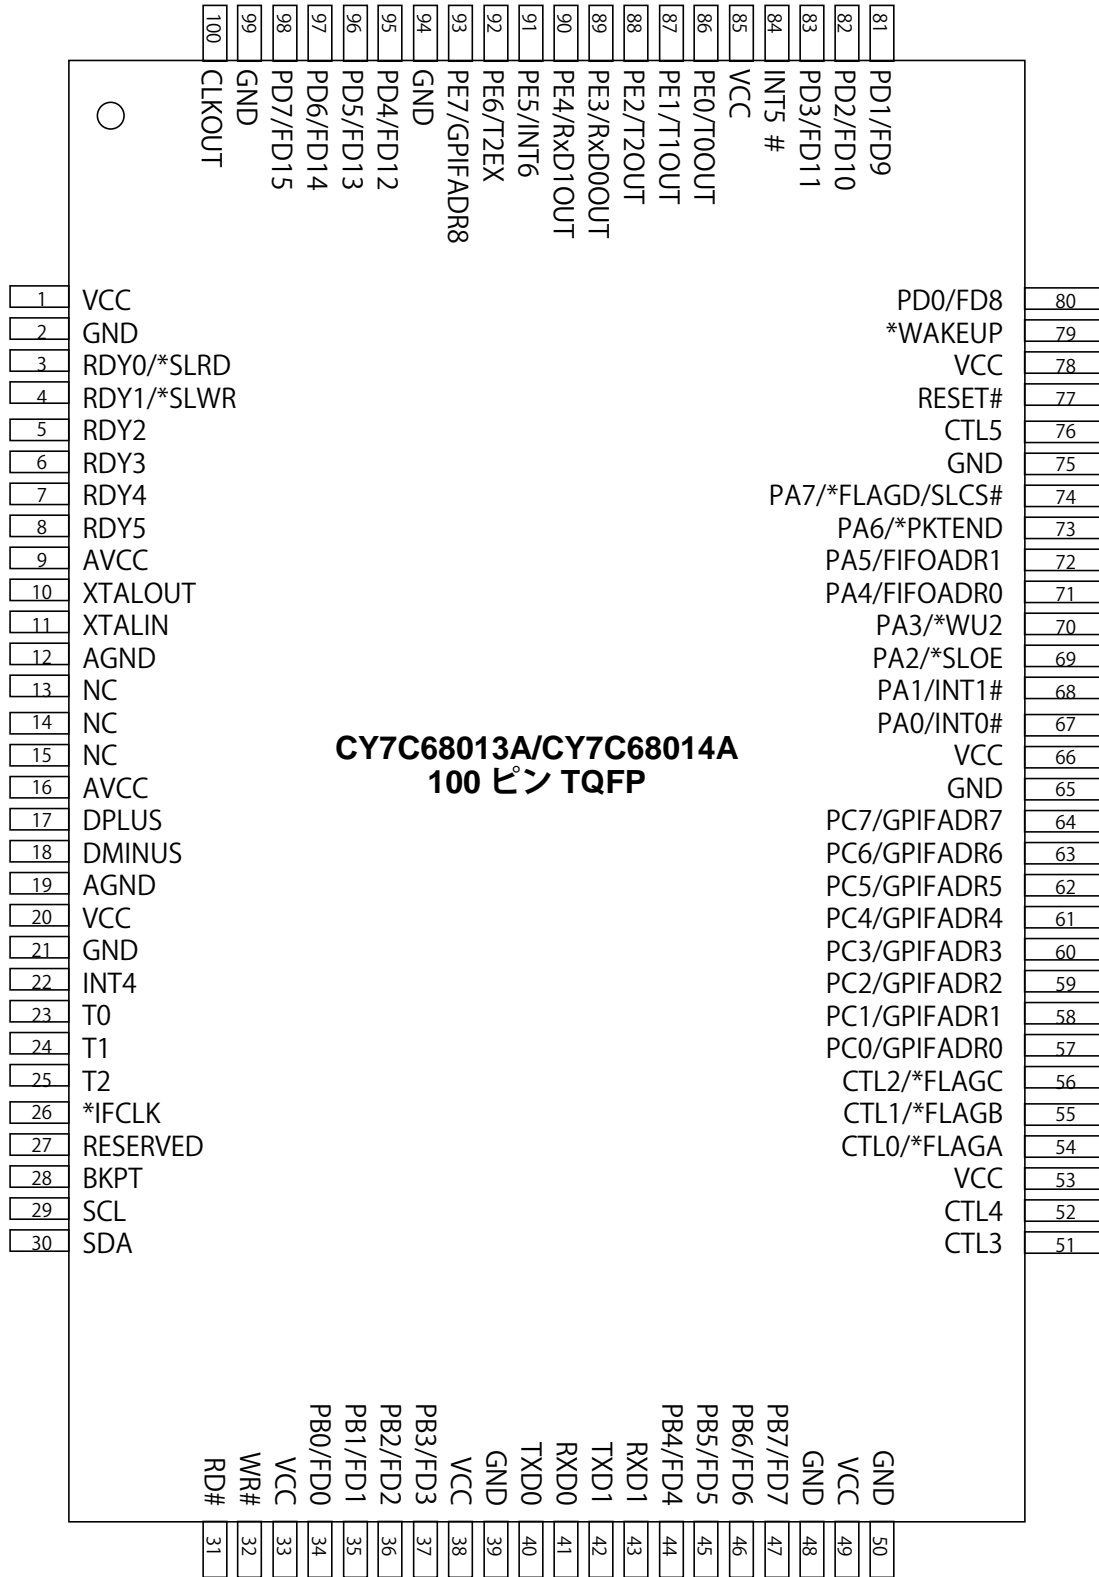 100 99 98 97 96 95 94 93 92 91 90 89 88 87 86 85 84 83 82 81
CLKOUT
GND
PD7/FD15
PD6/FD14
PD5/FD13
PD4/FD12
GND
PE7/GPIFADR8
PE6/T2EX
PE5/INT6
PE4/RxD1OUT
PE3/RxD0OUT
PE2/T2OUT
PE1/T1OUT
PE0/T0OUT
VCC
INT5 #
PD3/FD11
PD2/FD10
PD1/FD9
1 VCC PD0/FD8 80
2 GND *WAKEUP 79
3 RDY0/*SLRD VCC 78
4 RDY1/*SLWR RESET# 77
5 RDY2 CTL5 76
6 RDY3 GND 75
7 RDY4 PA7/*FLAGD/SLCS# 74
8 RDY5 PA6/*PKTEND 73
9 AVCC PA5/FIFOADR1 72
10 XTALOUT PA4/FIFOADR0 71
11 XTALIN PA3/*WU2 70
12 AGND PA2/*SLOE 69
13 NC PA1/INT1# 68
14 NC PA0/INT0# 67
15 NC VCC 66
16 AVCC GND 65
CY7C68013A/CY7C68014A
100 ピン TQFP
17 DPLUS PC7/GPIFADR7 64
18 DMINUS PC6/GPIFADR6 63
19 AGND PC5/GPIFADR5 62
20 VCC PC4/GPIFADR4 61
21 GND PC3/GPIFADR3 60
22 INT4 PC2/GPIFADR2 59
23 T0 PC1/GPIFADR1 58
24 T1 PC0/GPIFADR0 57
25 T2 CTL2/*FLAGC 56
26 *IFCLK CTL1/*FLAGB 55
27 RESERVED CTL0/*FLAGA 54
28 BKPT VCC 53
29 SCL CTL4 52
30 SDA CTL3 51
RD#
WR#
VCC
PB0/FD0
PB1/FD1
PB2/FD2
PB3/FD3
VCC
GND
TXD0
RXD0
TXD1
RXD1
PB4/FD4
PB5/FD5
PB6/FD6
PB7/FD7
GND
VCC
GND
31 32 33 34 35 36 37 38 39 40 41 42 43 44 45 46 47 48 49 50